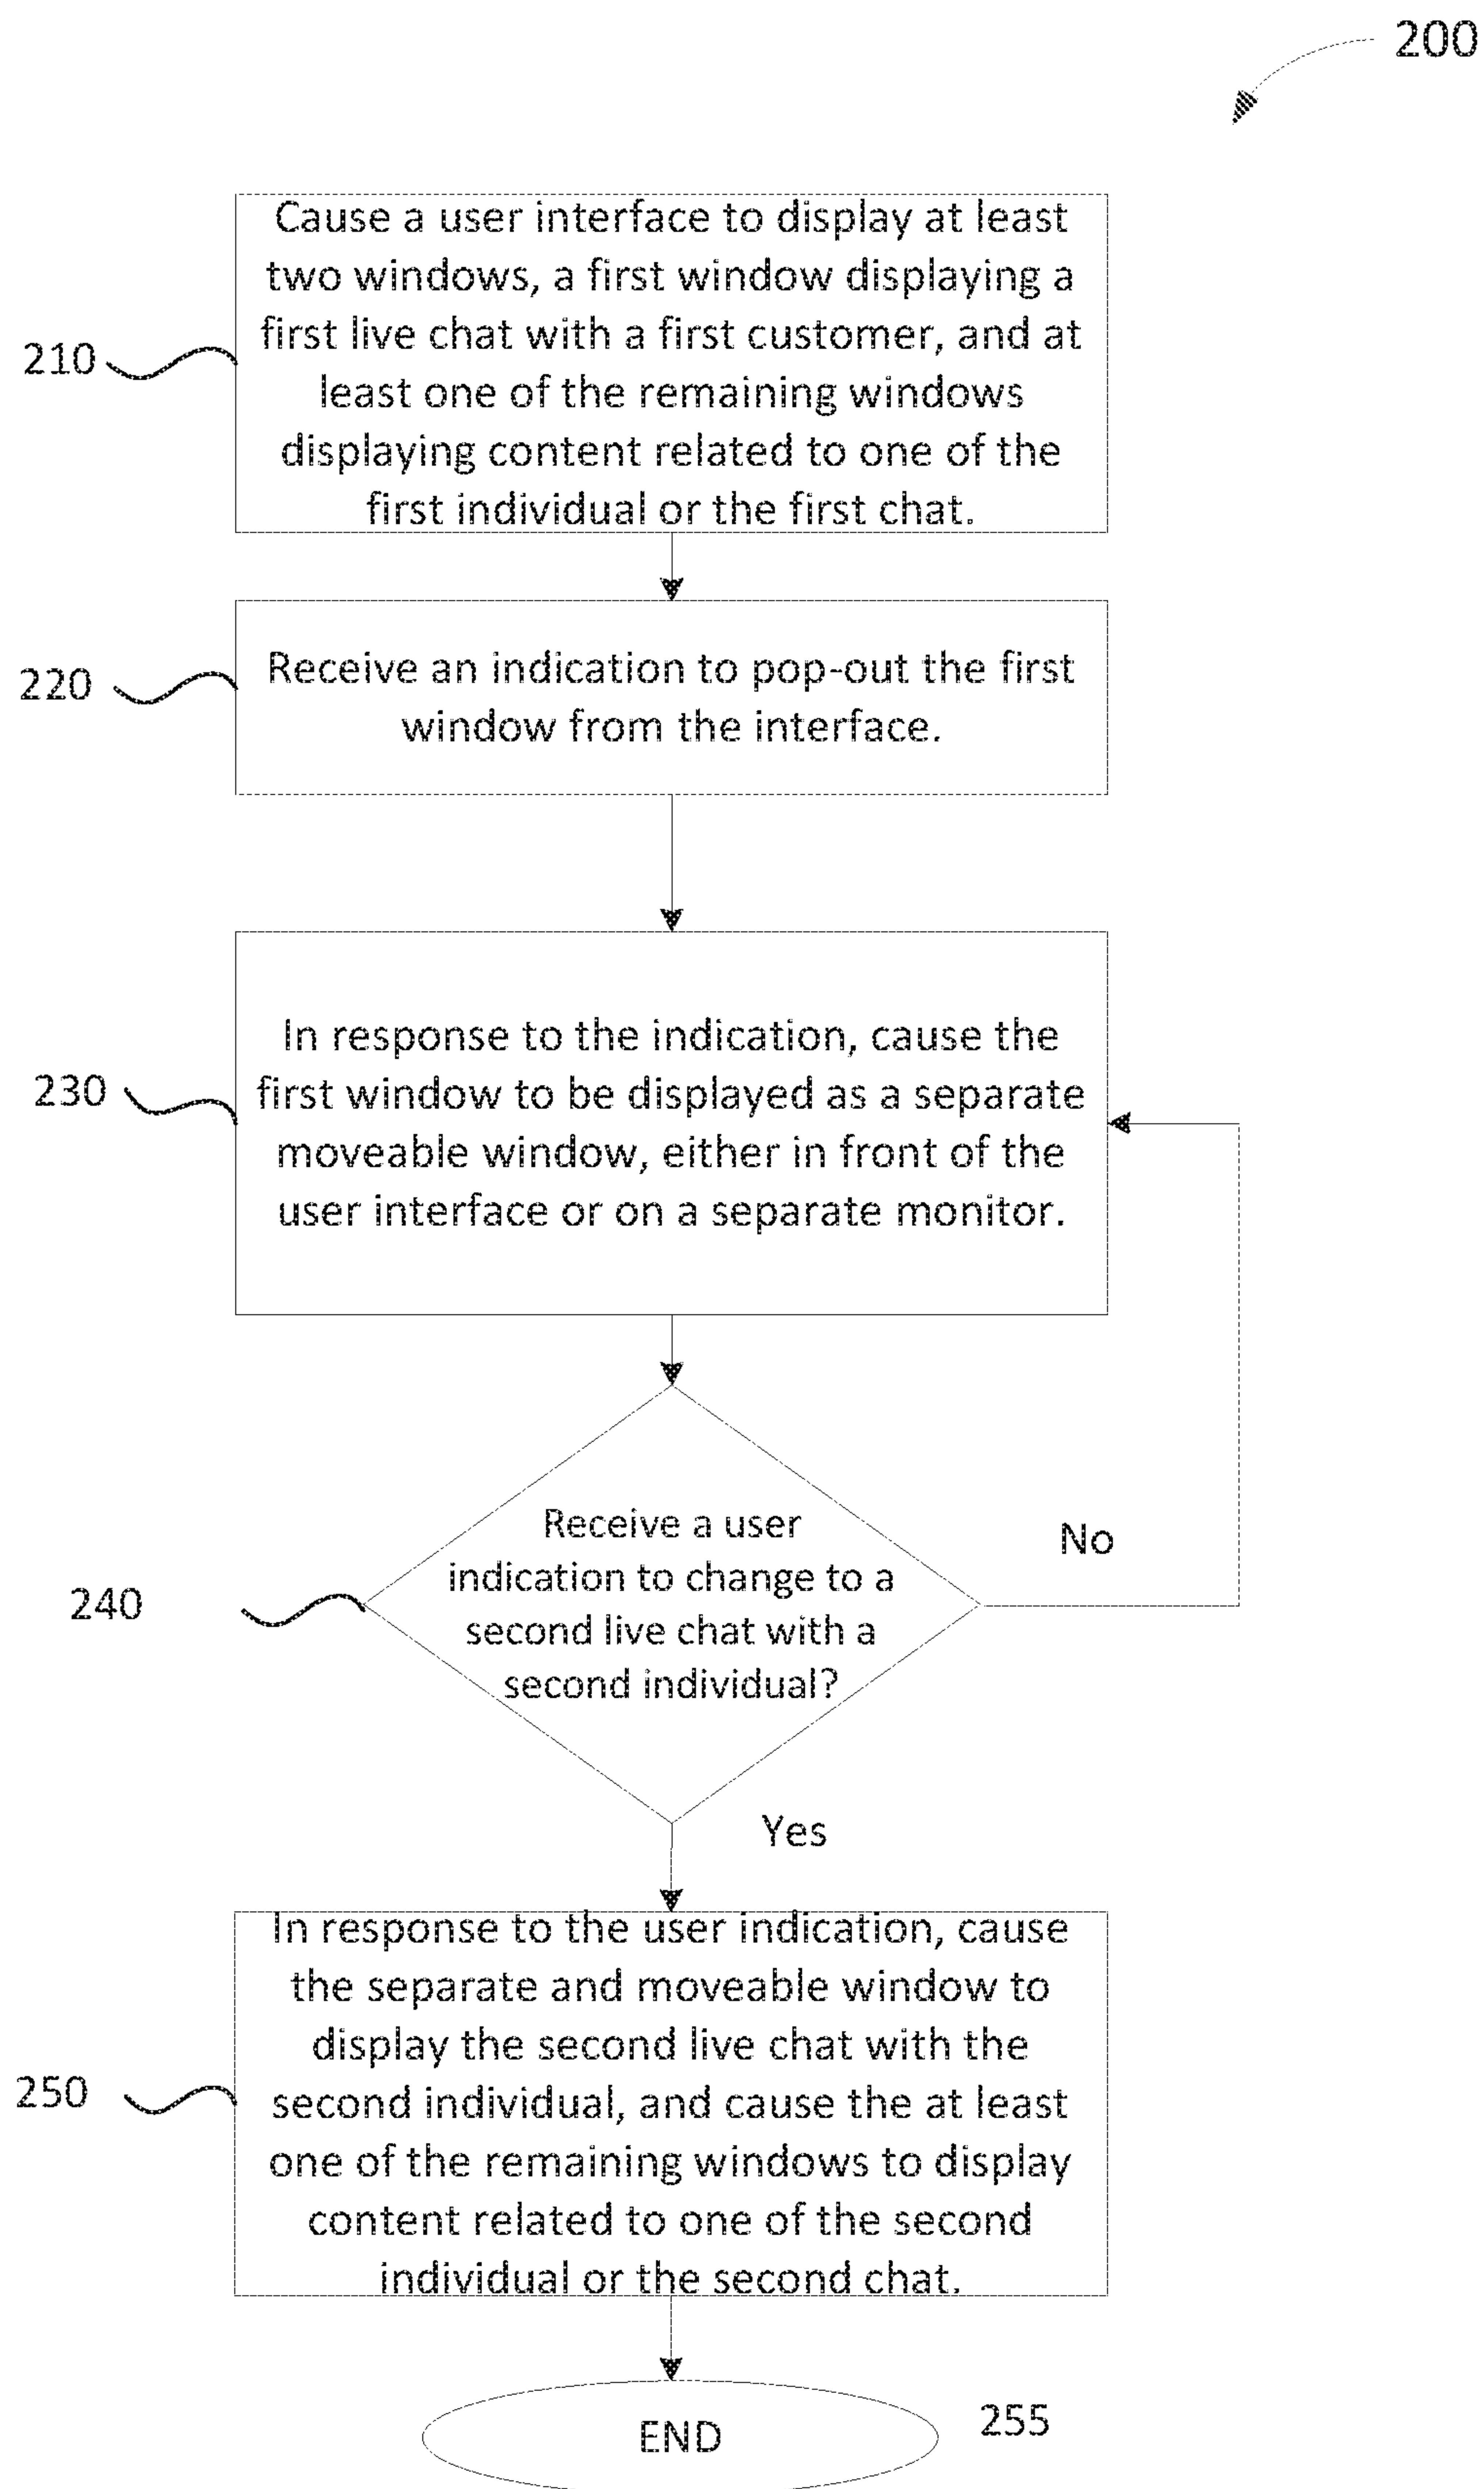 200
Cause a user interface to display at least
two windows, a first window displaying a
first live chat with a first customer, and at
least one of the remaining windows
displaying content related to one of the
first individual or the first chat.
210
Receive an indication to pop-out the first
window from the interface.
220
In response to the indication, cause the
first window to be displayed as a separate
moveable window, either in front of the
user interface or on a separate monitor.
230
Receive a user
indication to change to a
second live chat with a
second individual?
240
No
Yes
In response to the user indication, cause
the separate and moveable window to
display the second live chat with the
second individual, and cause the at least
one of the remaining windows to display
content related to one of the second
individual or the second chat.
250
END
255